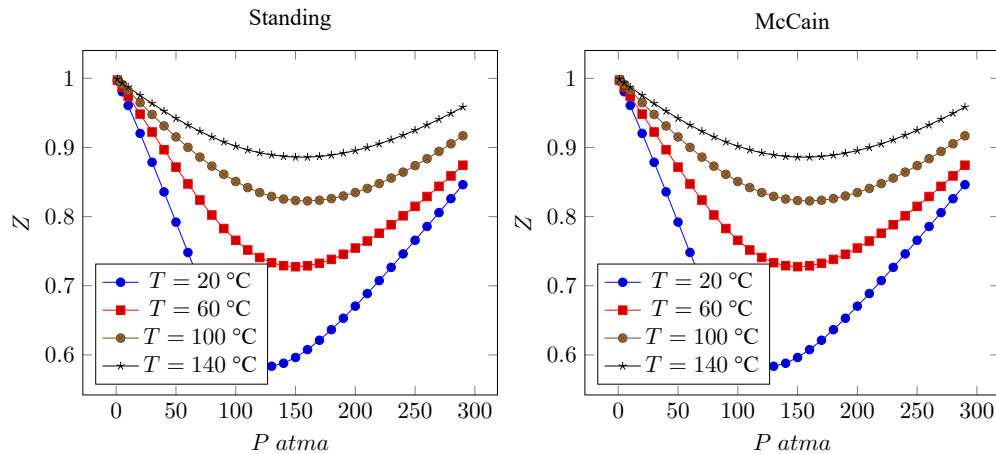 Standing
1
0.9
0.8
0.7
0.6
Z
T = 20 °C
T = 60 °C
T = 100 °C
T = 140 °C
0 50 100 150 200 250 300
P atma
McCain
1
0.9
0.8
0.7
0.6
Z
T = 20 °C
T = 60 °C
T = 100 °C
T = 140 °C
0 50 100 150 200 250 300
P atma